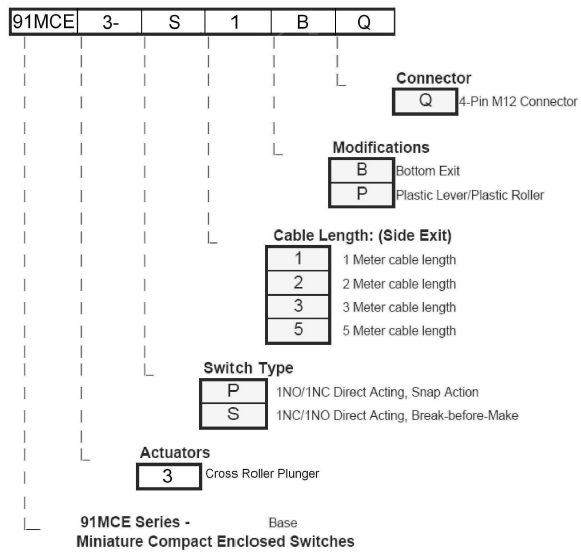 91MCE 3- S 1 B Q
Connector
Q 4-Pin M12 Connector
Modifications
B Bottom Exit
P Plastic Lever/Plastic Roller
Cable Length: (Side Exit)
1 1 Meter cable length
2 2 Meter cable length
3 3 Meter cable length
5 5 Meter cable length
Switch Type
P 1NO/1NC Direct Acting, Snap Action
S 1NC/1NO Direct Acting, Break-before-Make
Actuators
3 Cross Roller Plunger
91MCE Series - Base
Miniature Compact Enclosed Switches